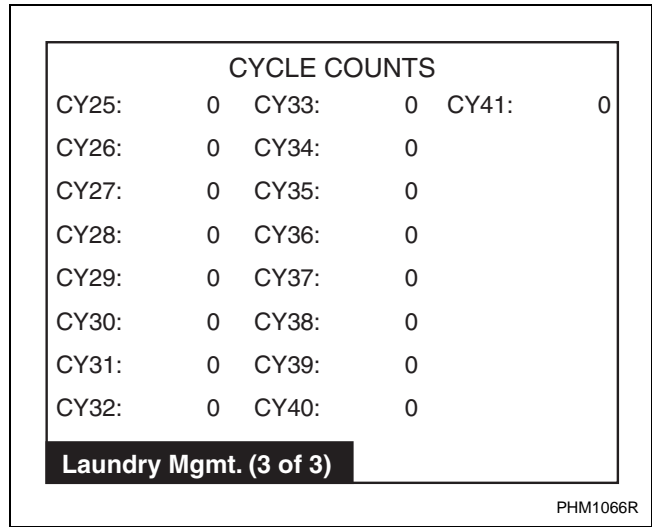 CYCLE COUNTS
CY25: 0 CY33: 0 CY41: 0
CY26: 0 CY34: 0
CY27: 0 CY35: 0
CY28: 0 CY36: 0
CY29: 0 CY37: 0
CY30: 0 CY38: 0
CY31: 0 CY39: 0
CY32: 0 CY40: 0
Laundry Mgmt. (3 of 3)
PHM1066R